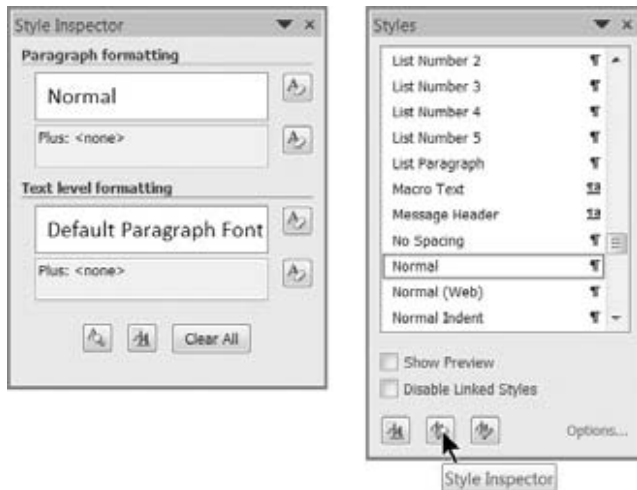 Style Inspector
Paragraph formatting
Normal
Plus: <none>
Text level formatting
Default Paragraph Font
Plus: <none>
Clear All
Styles
List Number 2
List Number 3
List Number 4
List Number 5
List Paragraph
Macro Text
Message Header
No Spacing
Normal
Normal (Web)
Normal Indent
Show Preview
Disable Linked Styles
Options...
Style Inspector